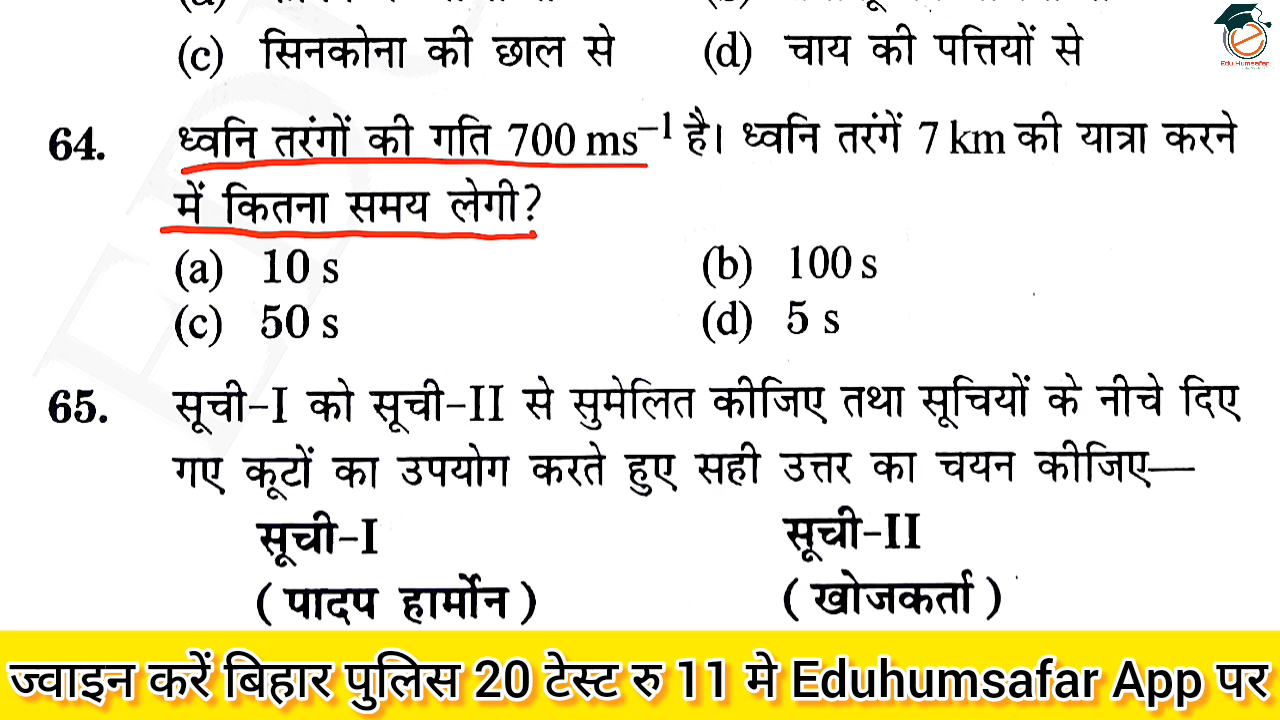 (c) सिनकोना की छाल से (d) चाय की पत्तियों से
Edu Humsafar
64. ध्वनि तरंगों की गति 700 ms⁻¹ है। ध्वनि तरंगें 7 km की यात्रा करने
में कितना समय लेगी?
(a) 10 s (b) 100 s
(c) 50 s (d) 5 s
65. सूची-I को सूची-II से सुमेलित कीजिए तथा सूचियों के नीचे दिए
गए कूटों का उपयोग करते हुए सही उत्तर का चयन कीजिए—
सूची-I सूची-II
( पादप हार्मोन ) ( खोजकर्ता )
ज्वाइन करें बिहार पुलिस 20 टेस्ट रु 11 मे Eduhumsafar App पर